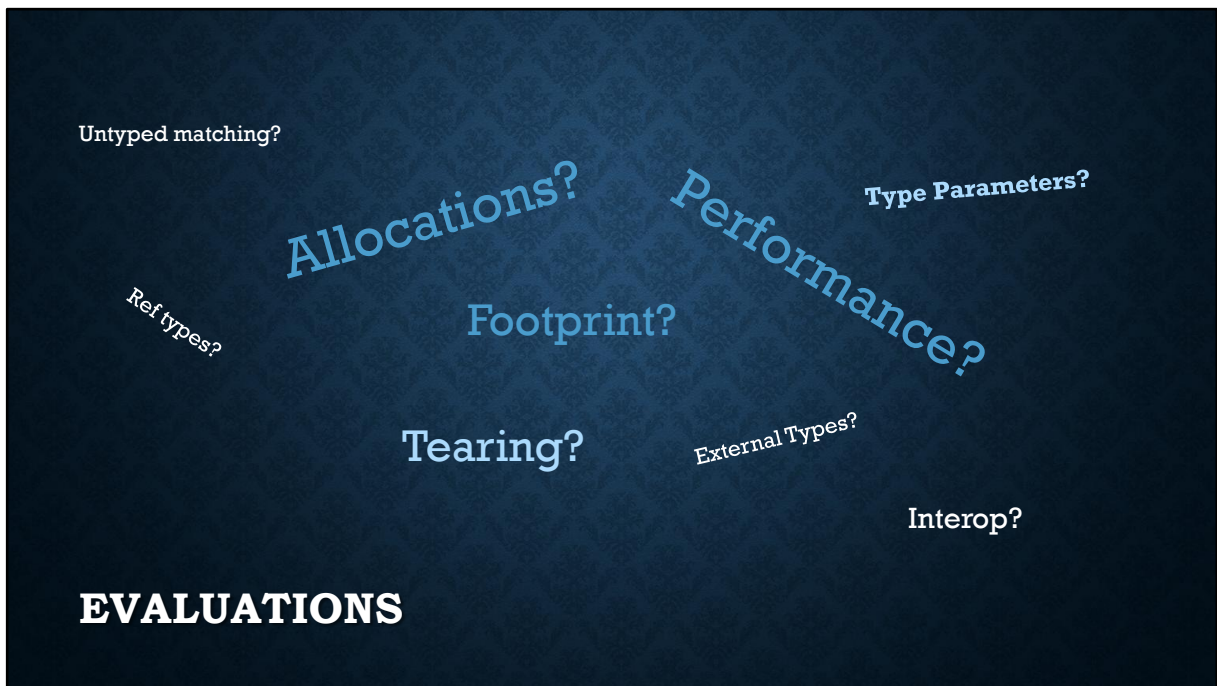 Untyped matching?
Allocations?
Performance?
Type Parameters?
Ref types?
Footprint?
Tearing?
External Types?
Interop?
EVALUATIONS